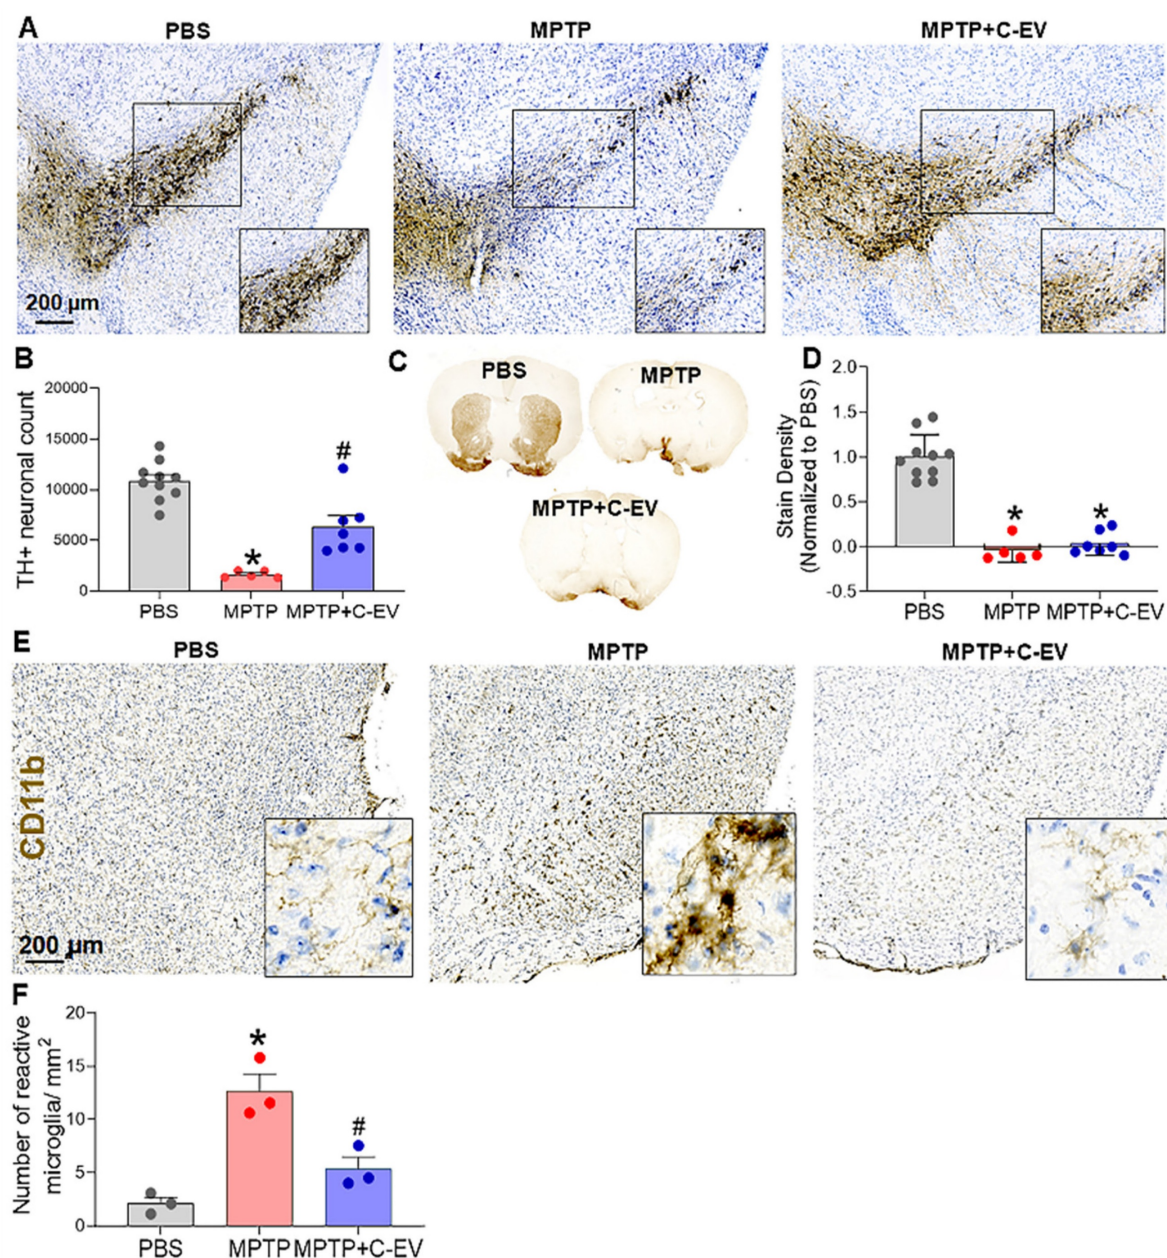 A
PBS
MPTP
MPTP+C-EV
200 µm
B
TH+ neuronal count
20000
15000
10000
5000
0
*
#
PBS
MPTP
MPTP+C-EV
C
PBS
MPTP
MPTP+C-EV
D
Stain Density
(Normalized to PBS)
2.0
1.5
1.0
0.5
0.0
-0.5
*
*
PBS
MPTP
MPTP+C-EV
E
PBS
MPTP
MPTP+C-EV
CD11b
200 µm
F
Number of reactive
microglia/ mm²
20
15
10
5
0
*
#
PBS
MPTP
MPTP+C-EV